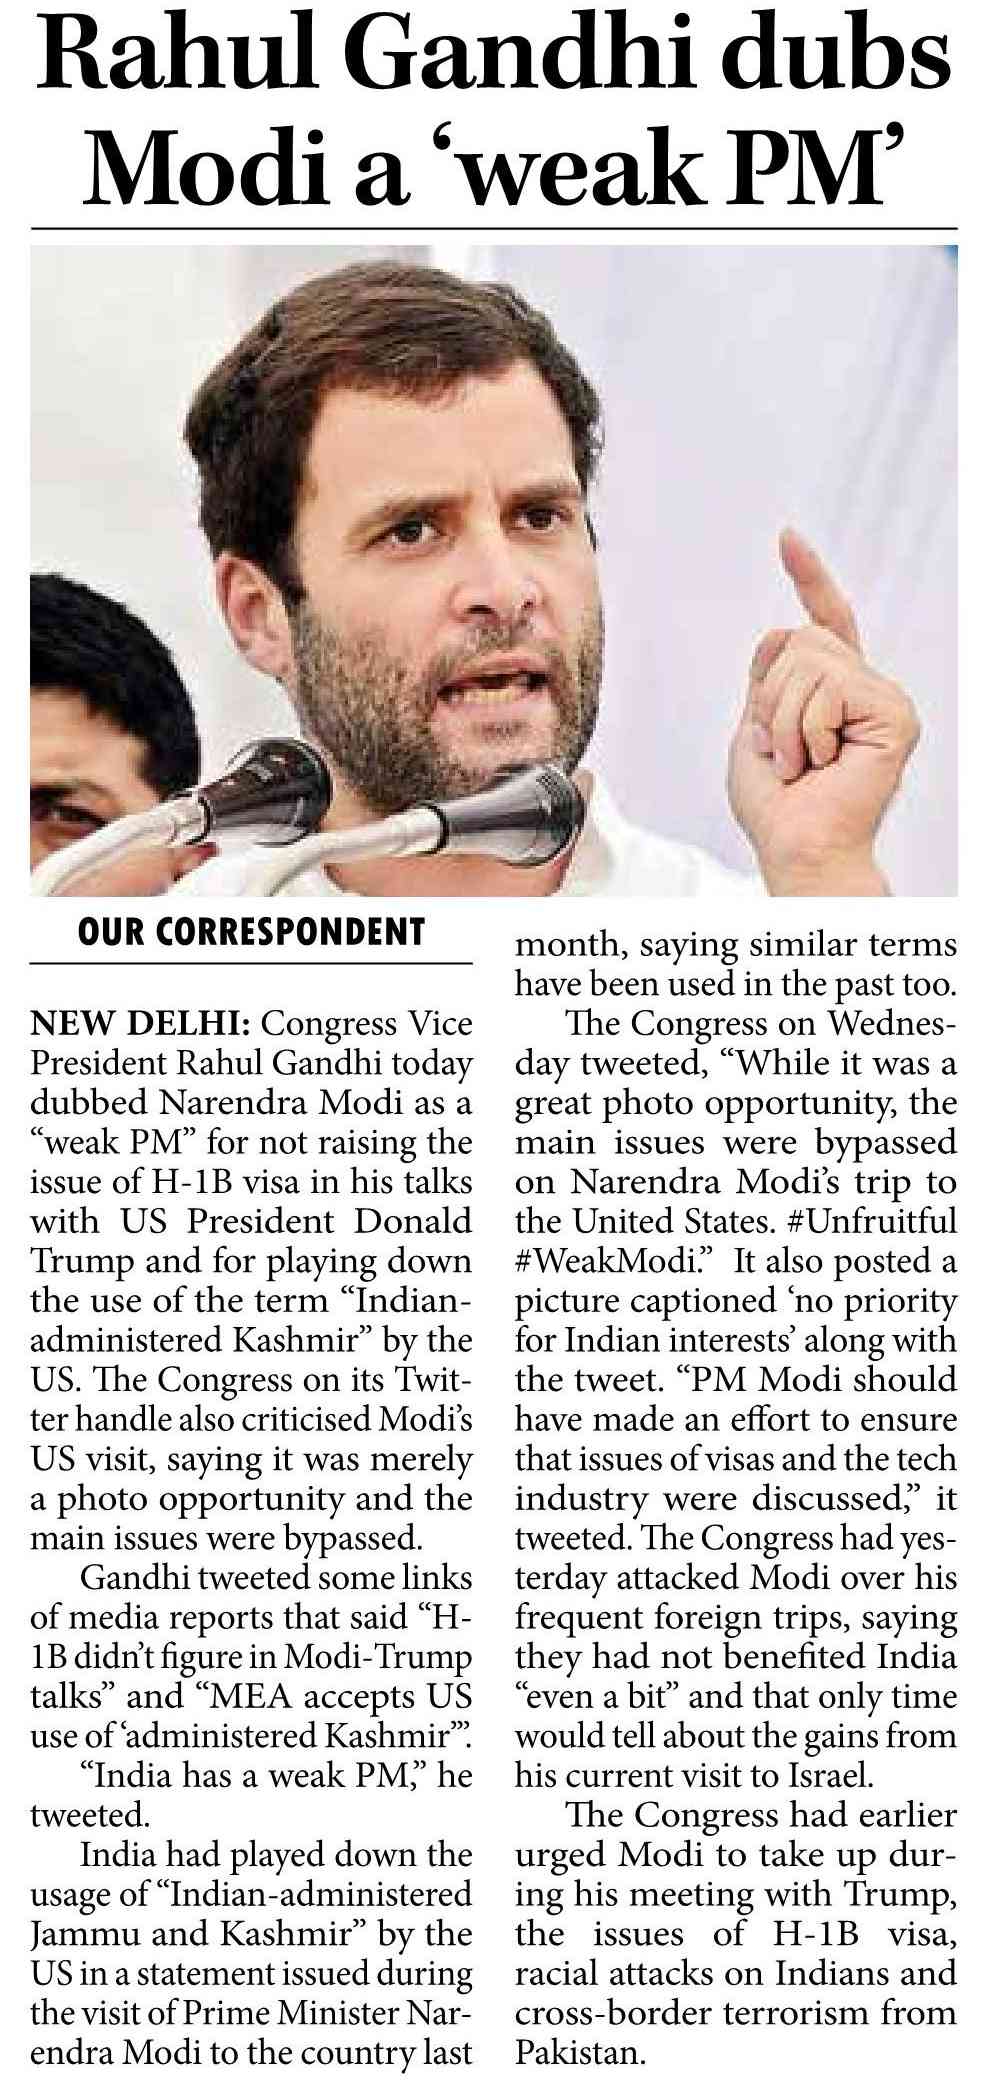 Rahul Gandhi dubs
Modi a ‘weak PM’
OUR CORRESPONDENT
NEW DELHI: Congress Vice
President Rahul Gandhi today
dubbed Narendra Modi as a
“weak PM” for not raising the
issue of H-1B visa in his talks
with US President Donald
Trump and for playing down
the use of the term “Indian-
administered Kashmir” by the
US. The Congress on its Twit-
ter handle also criticised Modi’s
US visit, saying it was merely
a photo opportunity and the
main issues were bypassed.
Gandhi tweeted some links
of media reports that said “H-
1B didn’t figure in Modi-Trump
talks” and “MEA accepts US
use of ‘administered Kashmir’”.
“India has a weak PM,” he
tweeted.
India had played down the
usage of “Indian-administered
Jammu and Kashmir” by the
US in a statement issued during
the visit of Prime Minister Nar-
endra Modi to the country last
month, saying similar terms
have been used in the past too.
The Congress on Wednes-
day tweeted, “While it was a
great photo opportunity, the
main issues were bypassed
on Narendra Modi’s trip to
the United States. #Unfruitful
#WeakModi.” It also posted a
picture captioned ‘no priority
for Indian interests’ along with
the tweet. “PM Modi should
have made an effort to ensure
that issues of visas and the tech
industry were discussed,” it
tweeted. The Congress had yes-
terday attacked Modi over his
frequent foreign trips, saying
they had not benefited India
“even a bit” and that only time
would tell about the gains from
his current visit to Israel.
The Congress had earlier
urged Modi to take up dur-
ing his meeting with Trump,
the issues of H-1B visa,
racial attacks on Indians and
cross-border terrorism from
Pakistan.